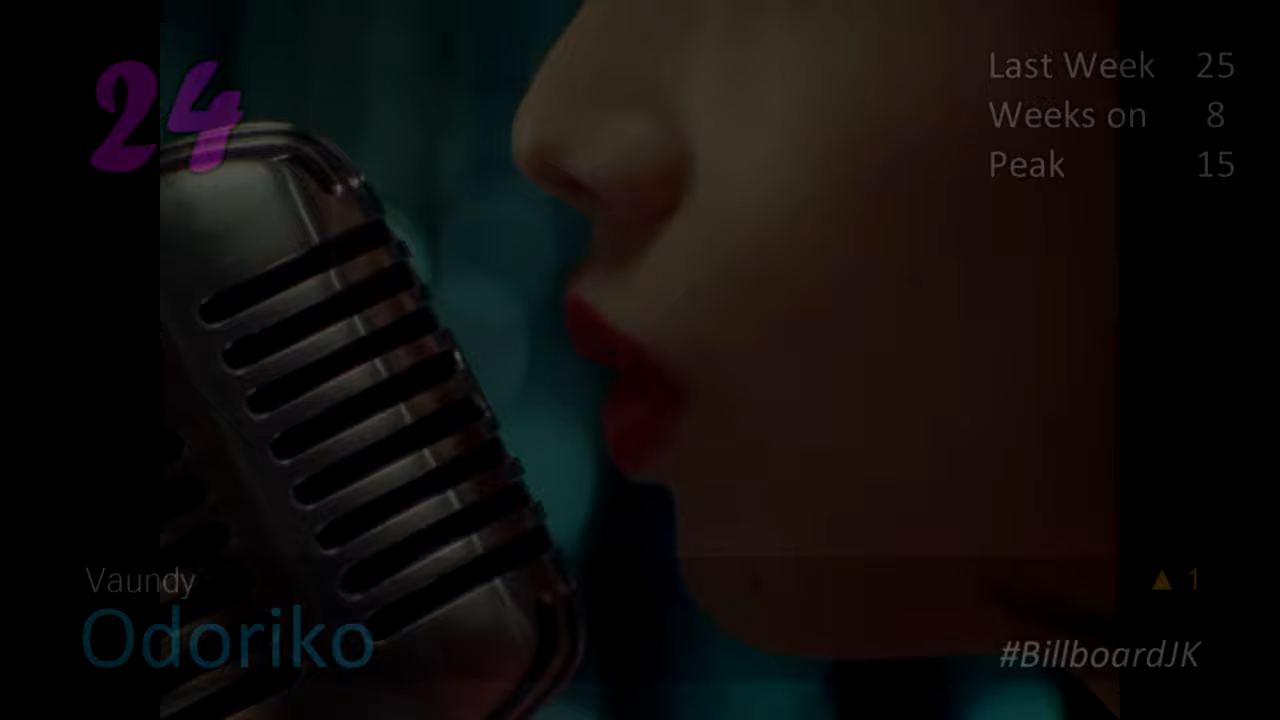 24
Last Week 25
Weeks on 8
Peak 15
Vaundy
Odoriko
▲ 1
#BillboardJK